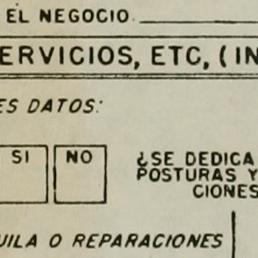 EL NEGOCIO
ERVICIOS, ETC, (IN
ES DATOS:
SI NO
¿SE DEDICA
POSTURAS Y
CIONES
UILA O REPARACIONES